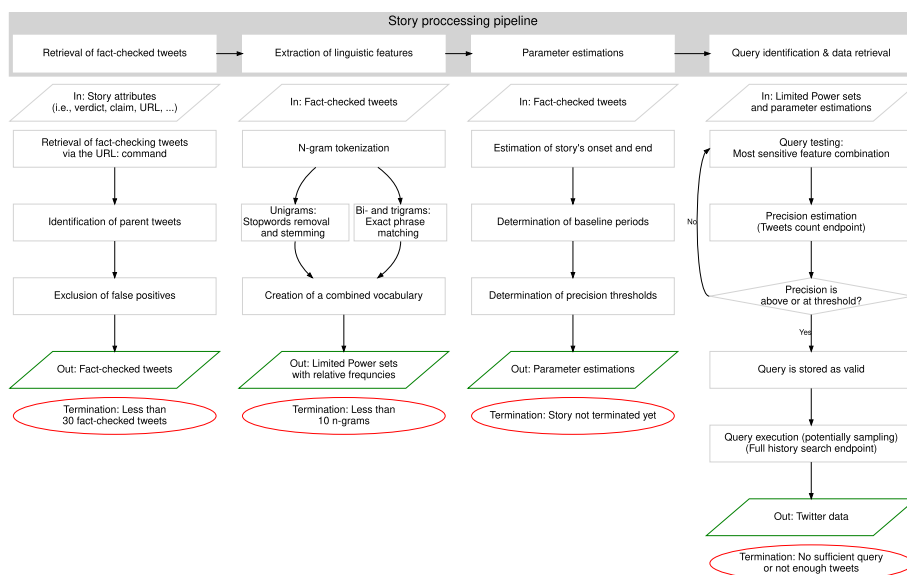 Story proccessing pipeline
Retrieval of fact-checked tweets
Extraction of linguistic features
Parameter estimations
Query identification & data retrieval
In: Story attributes
(i.e., verdict, claim, URL, ...)
Retrieval of fact-checking tweets
via the URL: command
Identification of parent tweets
Exclusion of false positives
Out: Fact-checked tweets
Termination: Less than
30 fact-checked tweets
In: Fact-checked tweets
N-gram tokenization
Unigrams:
Stopwords removal
and stemming
Bi- and trigrams:
Exact phrase
matching
Creation of a combined vocabulary
Out: Limited Power sets
with relative frequncies
Termination: Less than
10 n-grams
In: Fact-checked tweets
Estimation of story's onset and end
Determination of baseline periods
Determination of precision thresholds
Out: Parameter estimations
Termination: Story not terminated yet
In: Limited Power sets
and parameter estimations
Query testing:
Most sensitive feature combination
No
Precision estimation
(Tweets count endpoint)
Precision is
above or at threshold?
Yes
Query is stored as valid
Query execution (potentially sampling)
(Full history search endpoint)
Out: Twitter data
Termination: No sufficient query
or not enough tweets